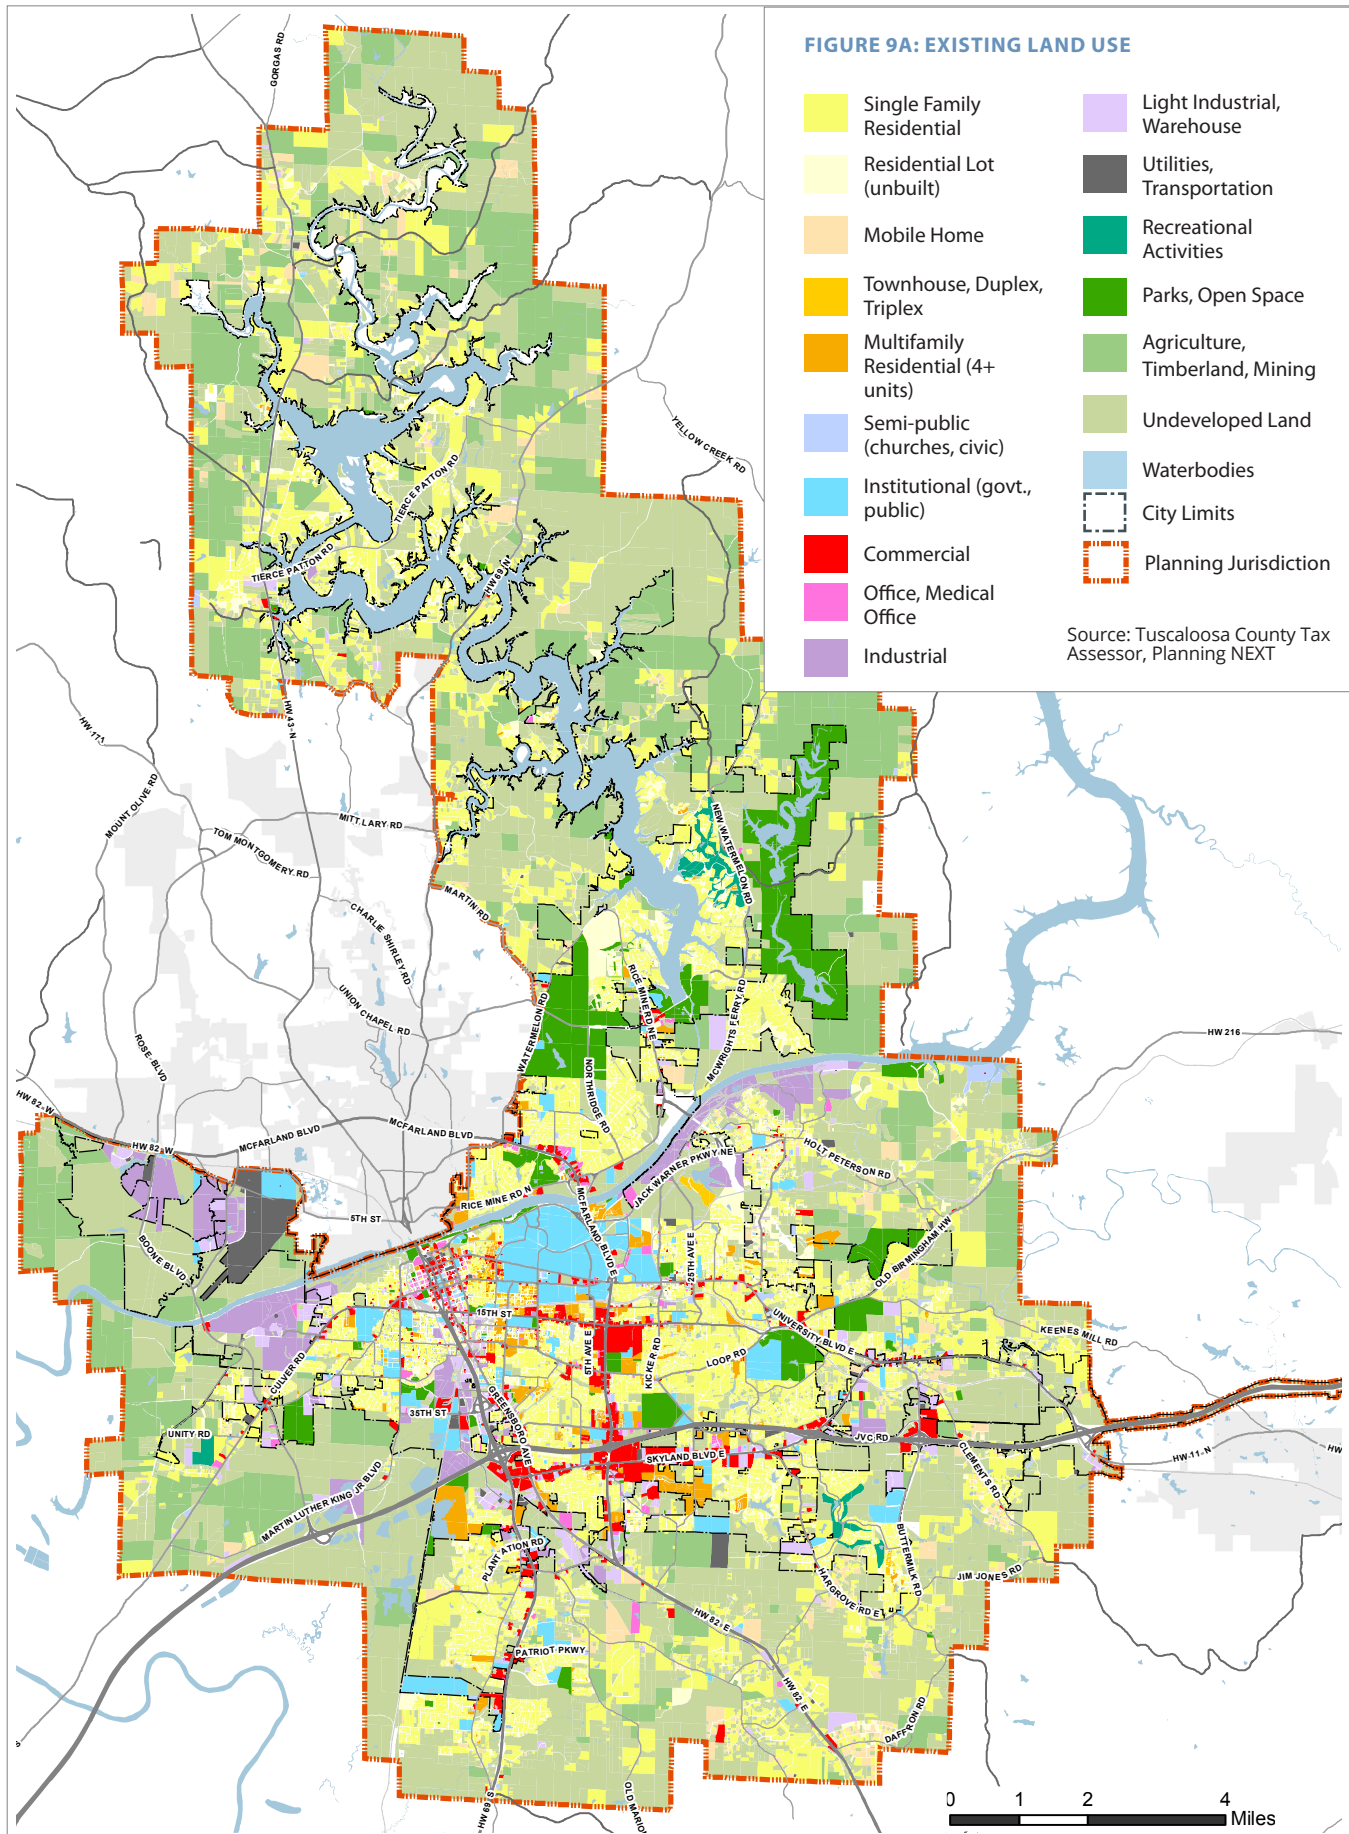 FIGURE 9A: EXISTING LAND USE
Single Family
Residential
Residential Lot
(unbuilt)
Mobile Home
Townhouse, Duplex,
Triplex
Multifamily
Residential (4+
units)
Semi-public
(churches, civic)
Institutional (govt.,
public)
Commercial
Office, Medical
Office
Industrial
Light Industrial,
Warehouse
Utilities,
Transportation
Recreational
Activities
Parks, Open Space
Agriculture,
Timberland, Mining
Undeveloped Land
Waterbodies
City Limits
Planning Jurisdiction
Source: Tuscaloosa County Tax
Assessor, Planning NEXT
GORGAS RD
YELLOW CREEK RD
TIERCE PATTON RD
TIERCE PATTON RD
HW 69 N
HW 43 N
HW 171
MOUNT OLIVE RD
MITT LARY RD
TOM MONTGOMERY RD
NEW WATERMELON RD
MARTIN RD
CHARLIE SHIRLEY RD
UNION CHAPEL RD
RICE MINE RD NE
WATERMELON RD
MCWRIGHTS FERRY RD
HW 216
ROSE BLVD
NORTHRIDGE RD
HW 82 W
MCFARLAND BLVD
MCFARLAND BLVD
HW 82 W
HOLT PETERSON RD
JACK WARNER PKWY NE
RICE MINE RD N
MCFARLAND BLVD E
5TH ST
BOONE BLVD
25TH AVE E
OLD BIRMINGHAM HW
15TH ST
UNIVERSITY BLVD E
KEENES MILL RD
5TH AVE E
KICKER RD
LOOP RD
CULVER RD
GREENSBORO AVE
35TH ST
UNITY RD
JVC RD
SKYLAND BLVD E
CLEMENTS RD
HW 11 N
HW
MARTIN LUTHER KING JR BLVD
PLANTATION RD
BUTTERMILK RD
HARGROVE RD E
JIM JONES RD
HW 82 E
PATRIOT PKWY
HW 82 E
DAFFRON RD
S
HW 69 S
OLD MARIO
0 1 2 4
Miles